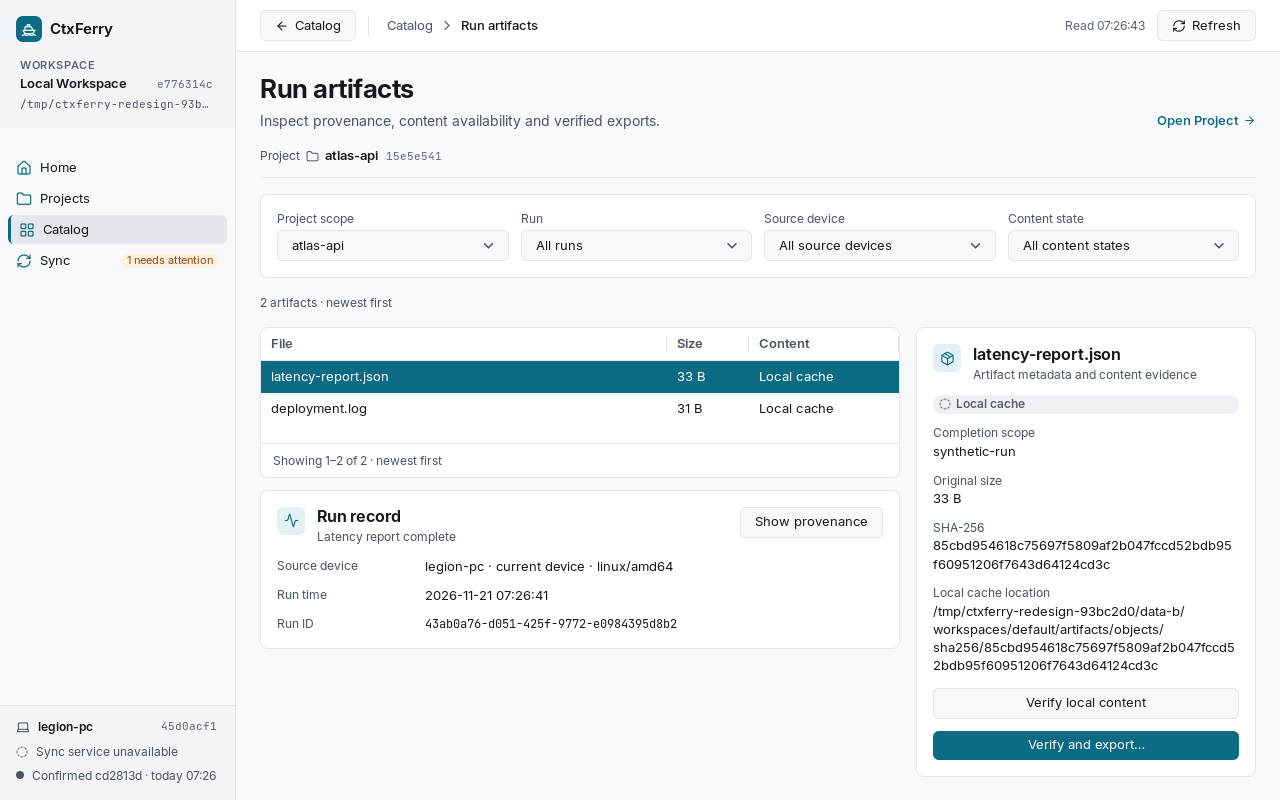 CtxFerry
WORKSPACE
Local Workspace e776314c
/tmp/ctxferry-redesign-93b…
Home
Projects
Catalog
Sync 1 needs attention
legion-pc 45d0acf1
Sync service unavailable
Confirmed cd2813d · today 07:26
Catalog
Catalog > Run artifacts
Read 07:26:43
Refresh
Run artifacts
Inspect provenance, content availability and verified exports.
Open Project →
Project atlas-api 15e5e541
Project scope
atlas-api
Run
All runs
Source device
All source devices
Content state
All content states
2 artifacts · newest first
File Size Content
latency-report.json 33 B Local cache
deployment.log 31 B Local cache
Showing 1–2 of 2 · newest first
Run record
Latency report complete
Show provenance
Source device legion-pc · current device · linux/amd64
Run time 2026-11-21 07:26:41
Run ID 43ab0a76-d051-425f-9772-e0984395d8b2
latency-report.json
Artifact metadata and content evidence
Local cache
Completion scope
synthetic-run
Original size
33 B
SHA-256
85cbd954618c75697f5809af2b047fccd52bdb95
f60951206f7643d64124cd3c
Local cache location
/tmp/ctxferry-redesign-93bc2d0/data-b/
workspaces/default/artifacts/objects/
sha256/85cbd954618c75697f5809af2b047fccd5
2bdb95f60951206f7643d64124cd3c
Verify local content
Verify and export…